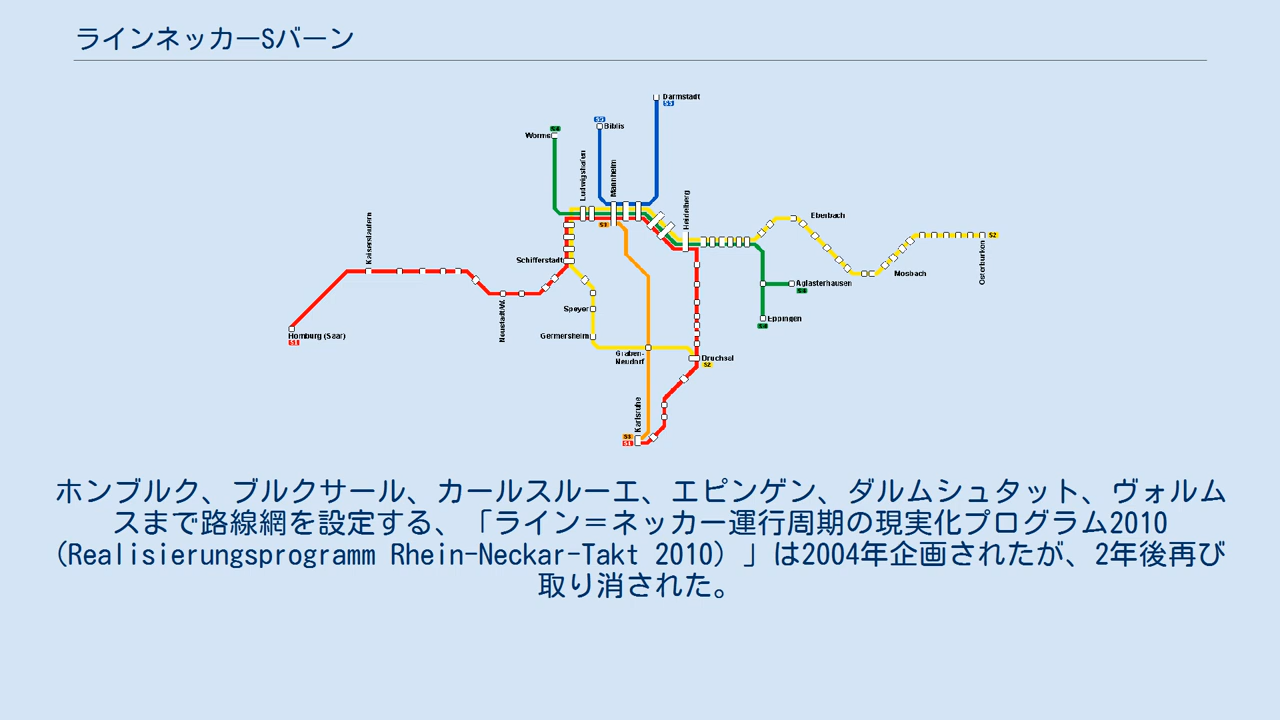 ラインネッカーSバーン
Darmstadt
S5
S5
Biblis
S4
Worms
Ludwigshafen
Mannheim
Heidelberg
S3
Kaiserslautern
Eberbach
S2
Osterburken
Mosbach
Schifferstadt
Aglasterhausen
S4
Neustadt/W.
Speyer
Eppingen
S4
Homburg (Saar)
S1
Germersheim
Graben-
Neudorf
Bruchsal
S2
Karlsruhe
S3
S1
ホンブルク、ブルクサール、カールスルーエ、エピンゲン、ダルムシュタット、ヴォルム
スまで路線網を設定する、「ライン＝ネッカー運行周期の現実化プログラム2010
(Realisierungsprogramm Rhein-Neckar-Takt 2010) 」は2004年企画されたが、2年後再び
取り消された。